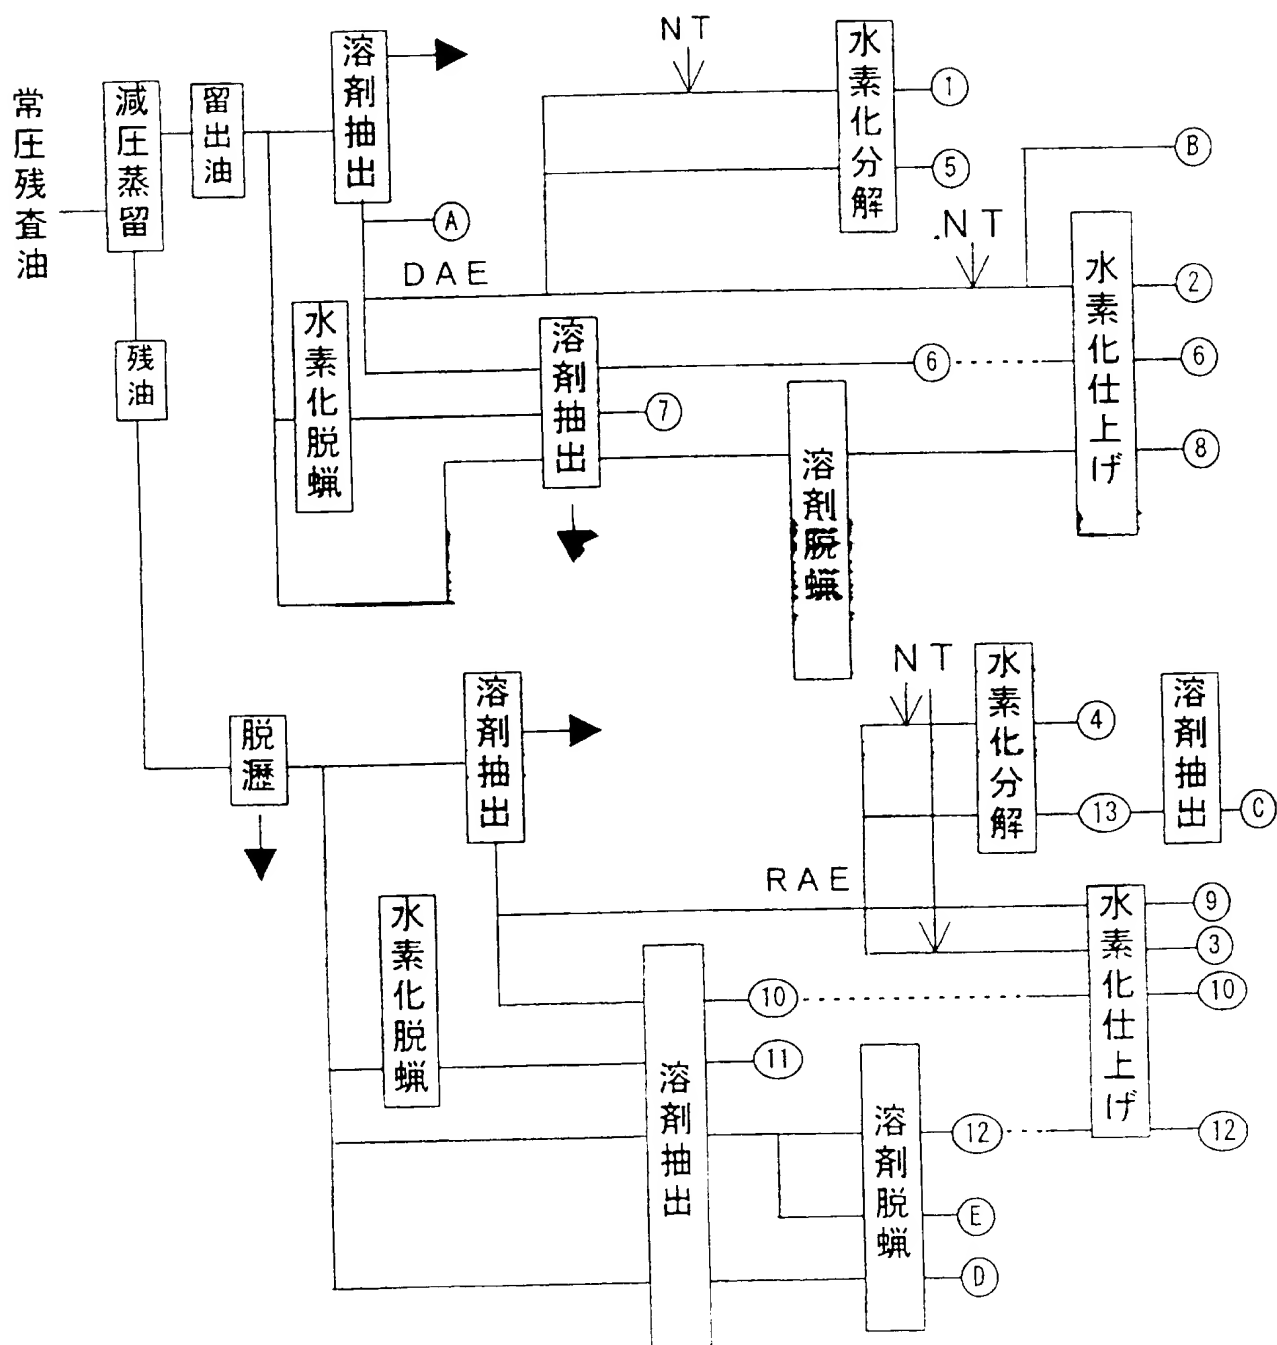 常圧残査油
減圧蒸留
留出油
溶剤抽出
NT
水素化分解
1
5
B
A
.NT
DAE
水素化仕上げ
2
残油
水素化脱蝋
溶剤抽出
6
6
7
溶剤脱蝋
8
NT
水素化分解
溶剤抽出
4
脱瀝
溶剤抽出
13
C
RAE
水素化仕上げ
9
3
水素化脱蝋
10
10
11
溶剤抽出
溶剤脱蝋
12
12
E
D